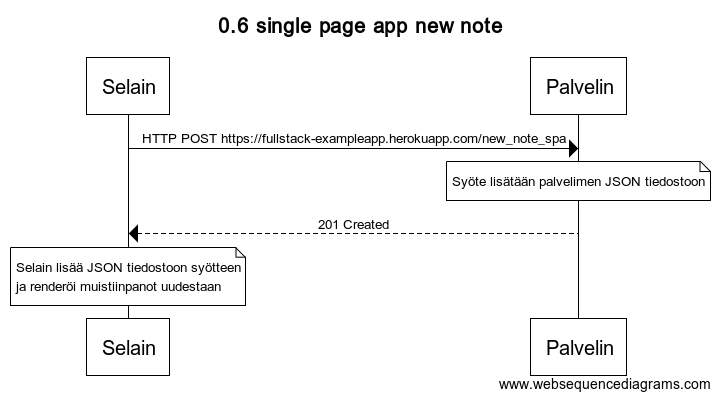 0.6 single page app new note
Selain
Palvelin
HTTP POST https://fullstack-exampleapp.herokuapp.com/new_note_spa
Syöte lisätään palvelimen JSON tiedostoon
201 Created
Selain lisää JSON tiedostoon syötteen
ja renderöi muistiinpanot uudestaan
Selain
Palvelin
www.websequencediagrams.com